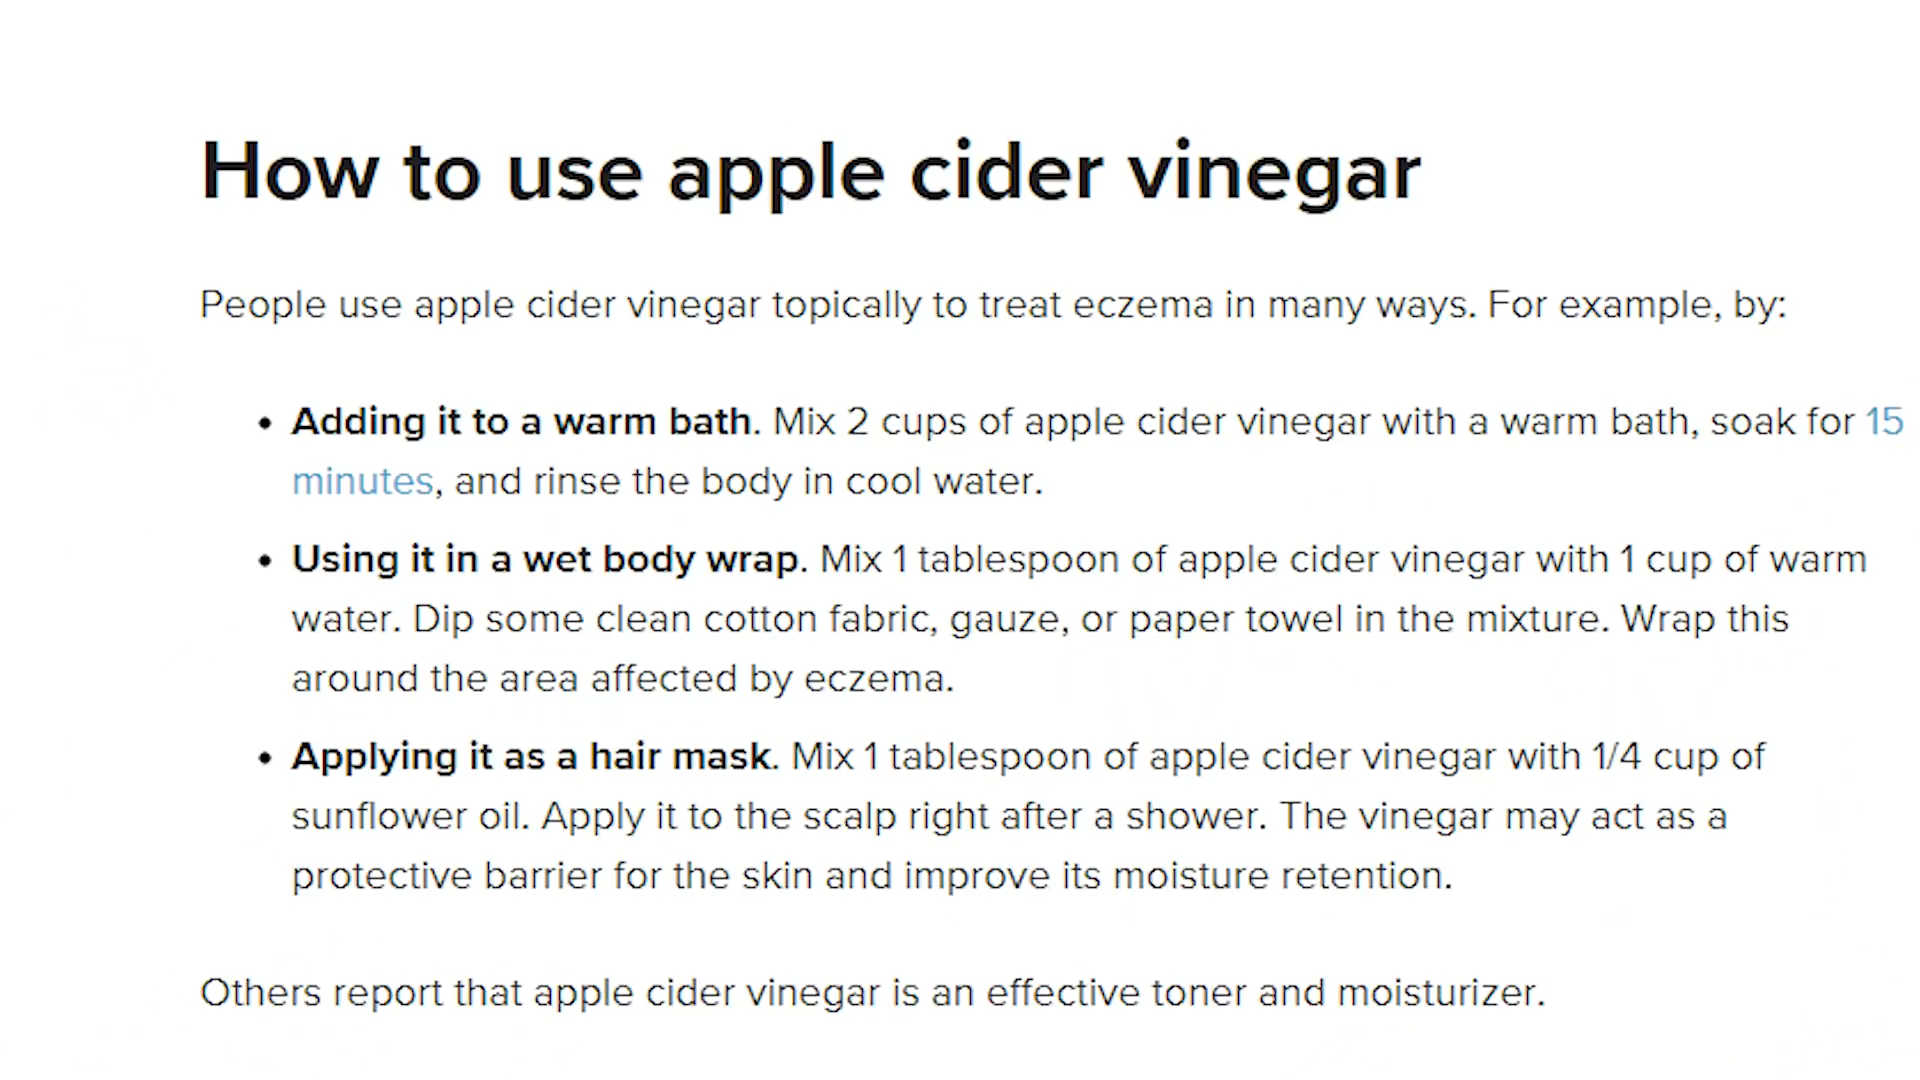 How to use apple cider vinegar
People use apple cider vinegar topically to treat eczema in many ways. For example, by:
• Adding it to a warm bath. Mix 2 cups of apple cider vinegar with a warm bath, soak for 15
minutes, and rinse the body in cool water.
• Using it in a wet body wrap. Mix 1 tablespoon of apple cider vinegar with 1 cup of warm
water. Dip some clean cotton fabric, gauze, or paper towel in the mixture. Wrap this
around the area affected by eczema.
• Applying it as a hair mask. Mix 1 tablespoon of apple cider vinegar with 1/4 cup of
sunflower oil. Apply it to the scalp right after a shower. The vinegar may act as a
protective barrier for the skin and improve its moisture retention.
Others report that apple cider vinegar is an effective toner and moisturizer.